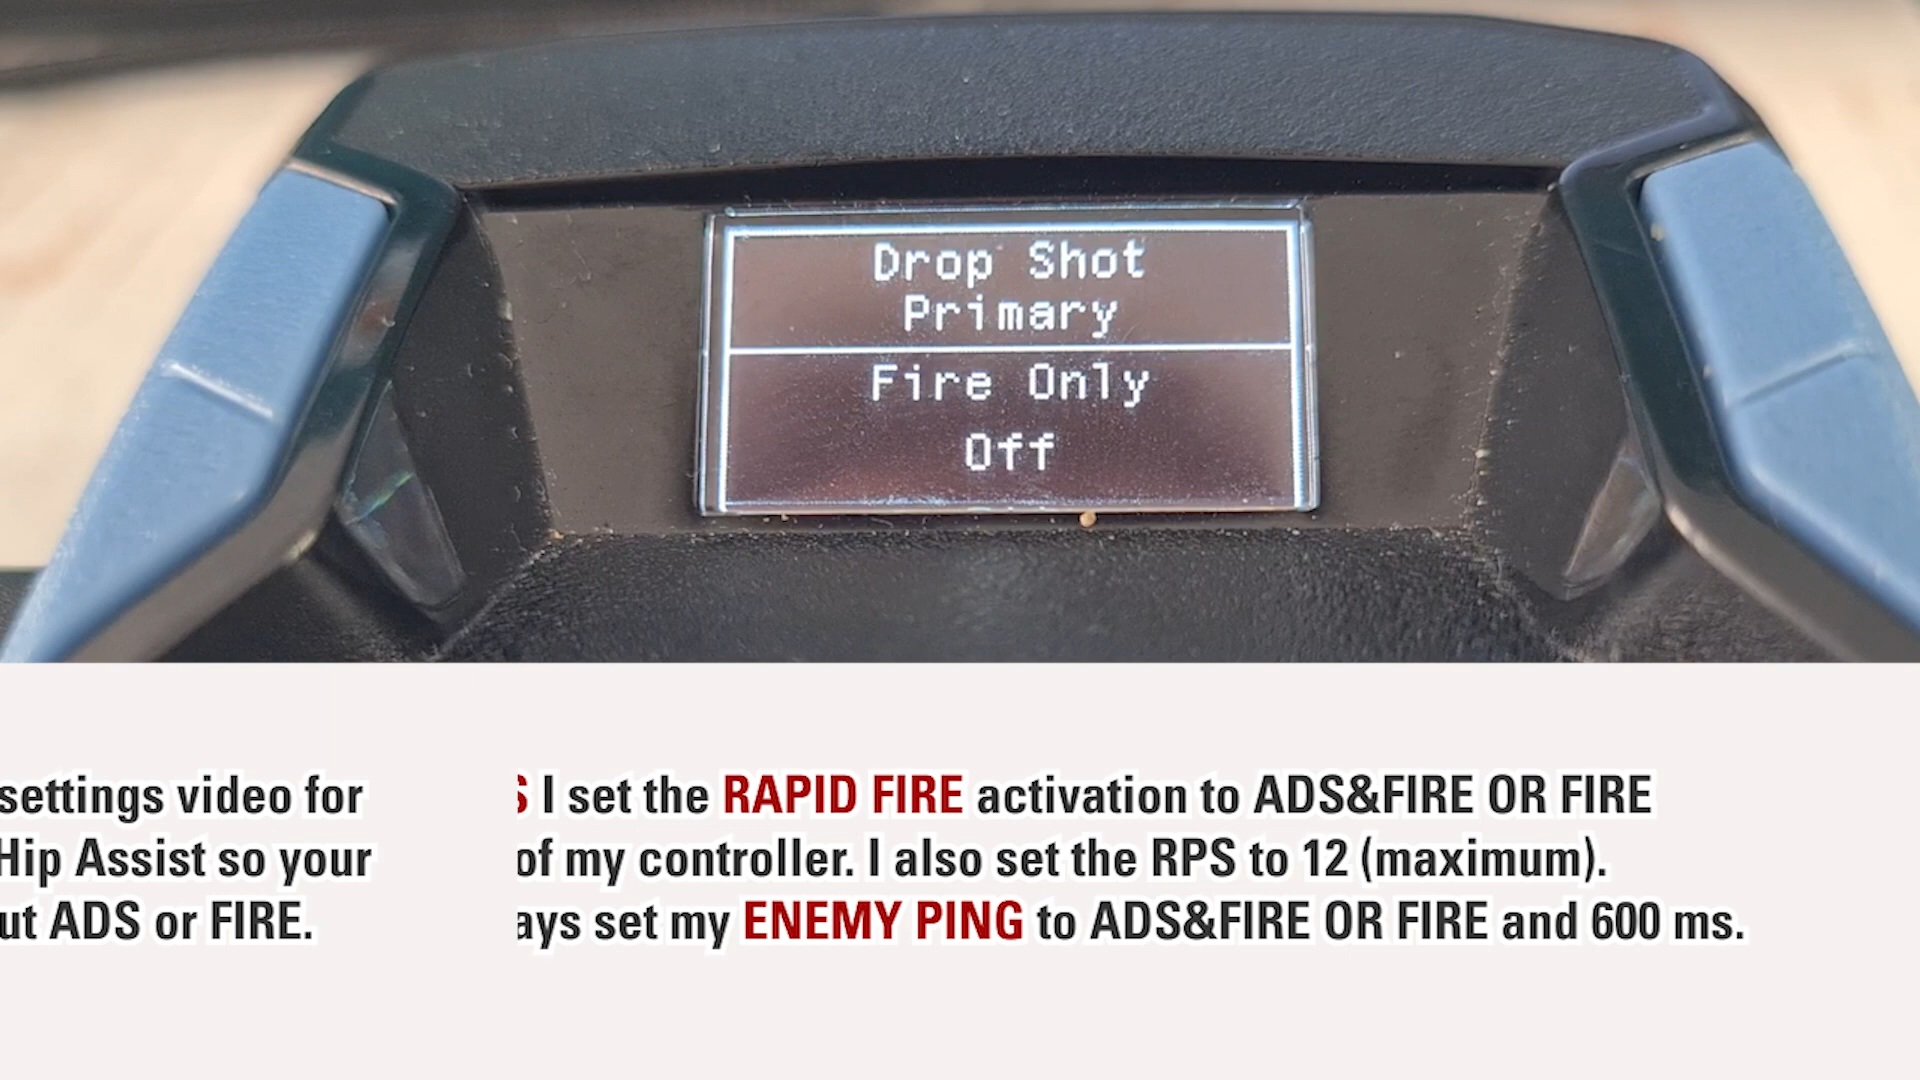 Drop Shot
Primary
Fire Only
Off
settings video for
Hip Assist so your
ADS or FIRE.
I set the RAPID FIRE activation to ADS&FIRE OR FIRE
of my controller. I also set the RPS to 12 (maximum).
set my ENEMY PING to ADS&FIRE OR FIRE and 600 ms.